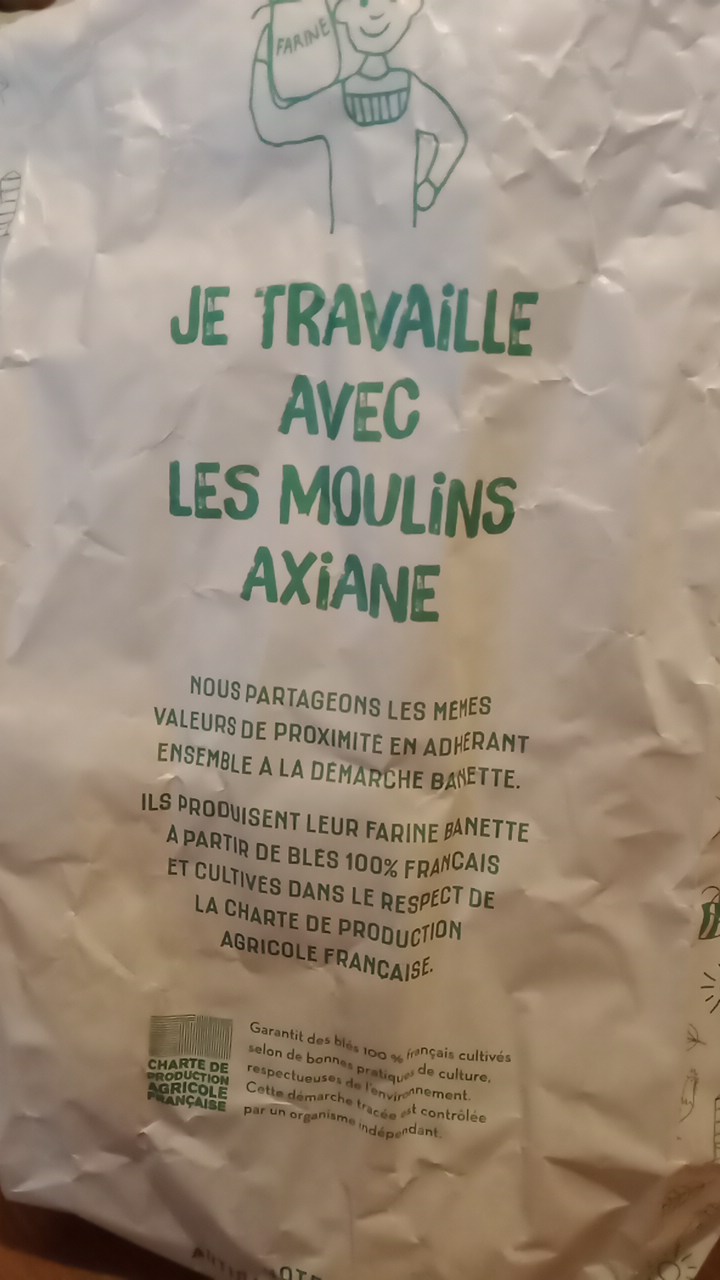 FARINE
JE TRAVAiLLE
AVEC
LES MOULiNS
AXiANE
NOUS PARTAGEONS LES MEMES
VALEURS DE PROXIMITE EN ADHERANT
ENSEMBLE A LA DEMARCHE BANETTE.
ILS PRODUISENT LEUR FARINE BANETTE
A PARTIR DE BLES 100% FRANCAIS
ET CULTIVES DANS LE RESPECT DE
LA CHARTE DE PRODUCTION
AGRICOLE FRANÇAISE.
CHARTE DE
PRODUCTION
AGRICOLE
FRANÇAISE
Garantit des blés 100 % français cultivés
selon de bonnes pratiques de culture,
respectueuses de l'environnement.
Cette démarche tracée est contrôlée
par un organisme indépendant.